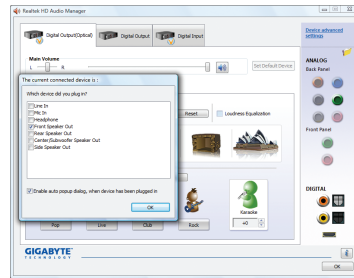 Realtek HD Audio Manager
Digital Output(Optical)
Digital Output
Digital Input
Device advanced settings
Main Volume
L
R
Set Default Device
ANALOG
Back Panel
The current connected device is :
Which device did you plug in?
Line In
Mic In
Headphone
Front Speaker Out
Rear Speaker Out
Center/Subwoofer Speaker Out
Side Speaker Out
Enable auto popup dialog, when device has been plugged in
OK
Reset
Loudness Equalization
Front Panel
Karaoke
+0
Pop
Live
Club
Rock
DIGITAL
GIGABYTE
TECHNOLOGY
i
OK